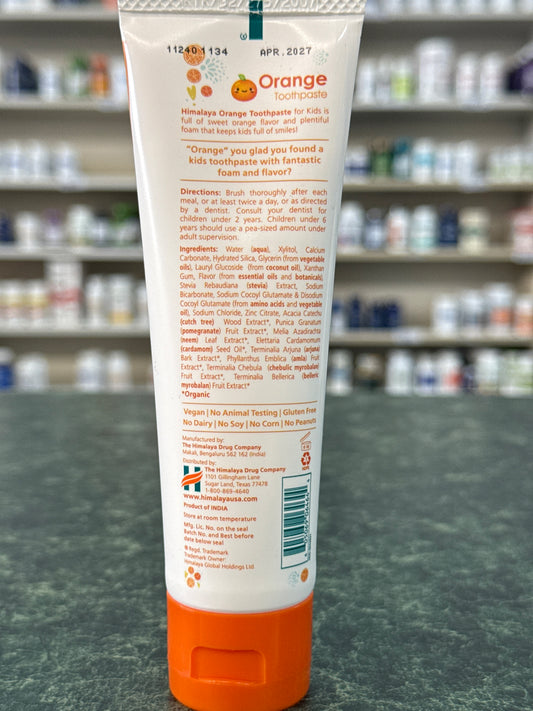 11240 1134 APR.2027
Orange
Toothpaste
Himalaya Orange Toothpaste for Kids is
full of sweet orange flavor and plentiful
foam that keeps kids full of smiles!
“Orange” you glad you found a
kids toothpaste with fantastic
foam and flavor?
Directions: Brush thoroughly after each
meal, or at least twice a day, or as directed
by a dentist. Consult your dentist for
children under 2 years. Children under 6
years should use a pea-sized amount under
adult supervision.
Ingredients: Water (aqua), Xylitol, Calcium
Carbonate, Hydrated Silica, Glycerin (from vegetable
oils), Lauryl Glucoside (from coconut oil), Xanthan
Gum, Flavor (from essential oils and botanicals),
Stevia Rebaudiana (stevia) Extract, Sodium
Bicarbonate, Sodium Cocoyl Glutamate & Disodium
Cocoyl Glutamate (from amino acids and vegetable
oil), Sodium Chloride, Zinc Citrate, Acacia Catechu
(cutch tree) Wood Extract*, Punica Granatum
(pomegranate) Fruit Extract*, Melia Azadirachta
(neem) Leaf Extract*, Elettaria Cardamomum
(cardamom) Seed Oil*, Terminalia Arjuna (arjuna)
Bark Extract*, Phyllanthus Emblica (amla) Fruit
Extract*, Terminalia Chebula (chebulic myrobalan)
Fruit Extract*, Terminalia Bellerica (belleric
myrobalan) Fruit Extract*
*Organic
Vegan | No Animal Testing | Gluten Free
No Dairy | No Soy | No Corn | No Peanuts
Manufactured by:
The Himalaya Drug Company
Makali, Bengaluru 562 162 (India)
Distributed by:
The Himalaya Drug Company
1101 Gillingham Lane
Sugar Land, Texas 77478
1-800-869-4640
www.himalayausa.com
Product of INDIA
Store at room temperature
Mfg. Lic. No. on the seal
Batch No. and Best before
date below seal
® Regd. Trademark
Trademark Owner:
Himalaya Global Holdings Ltd.